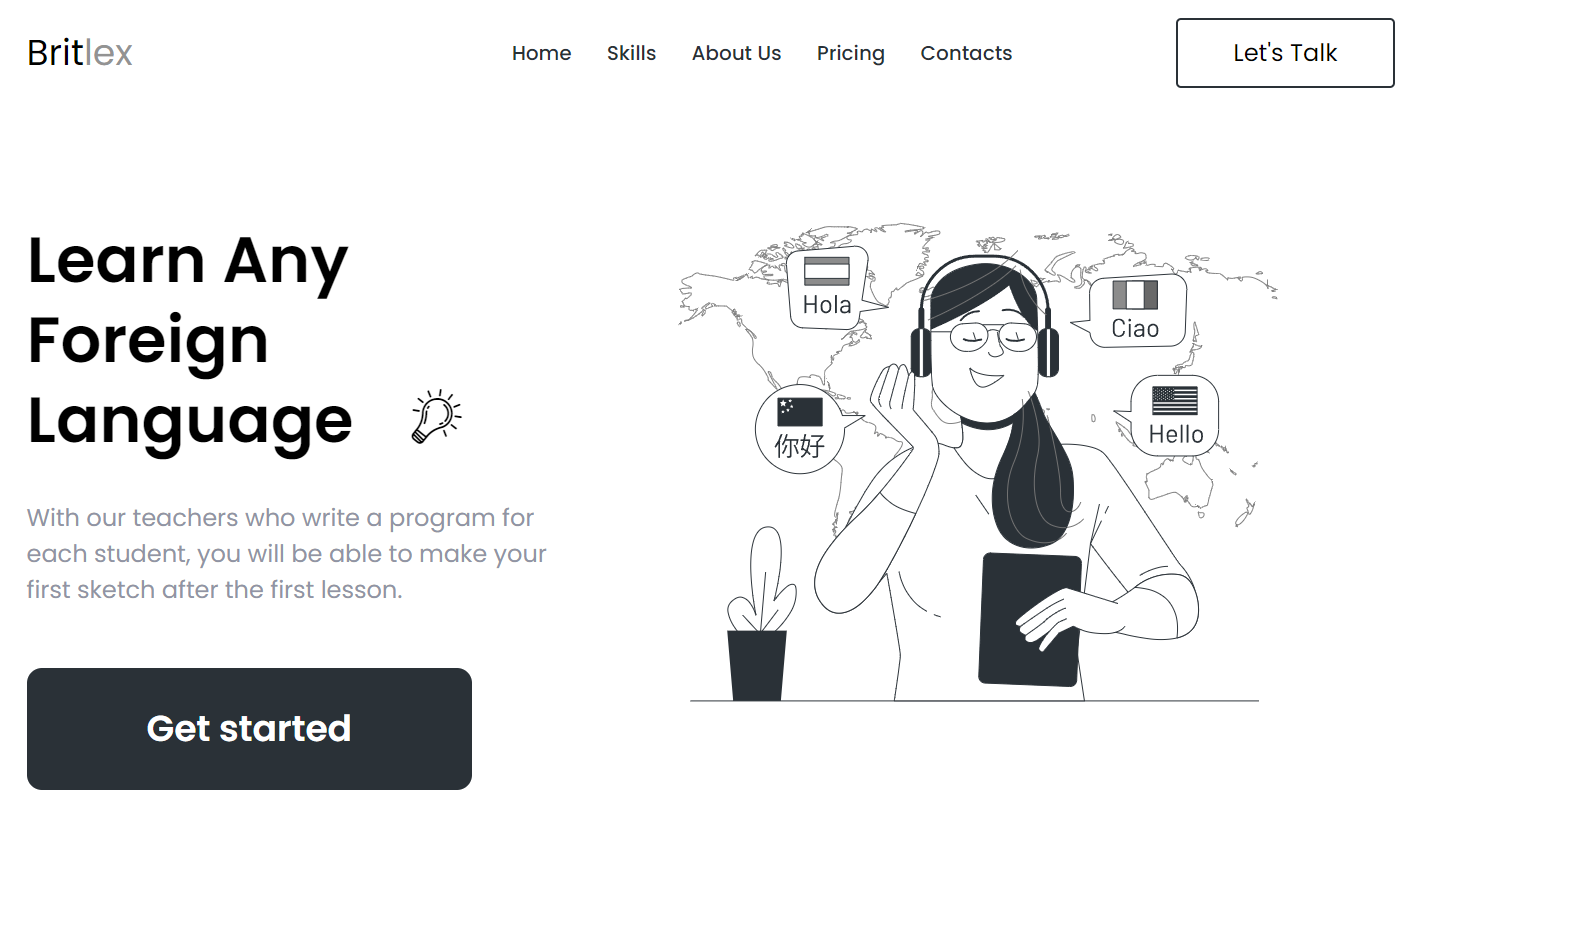 Britlex
Home Skills About Us Pricing Contacts
Let's Talk
Learn Any
Foreign
Language
With our teachers who write a program for
each student, you will be able to make your
first sketch after the first lesson.
Get started
Hola
Ciao
你好
Hello